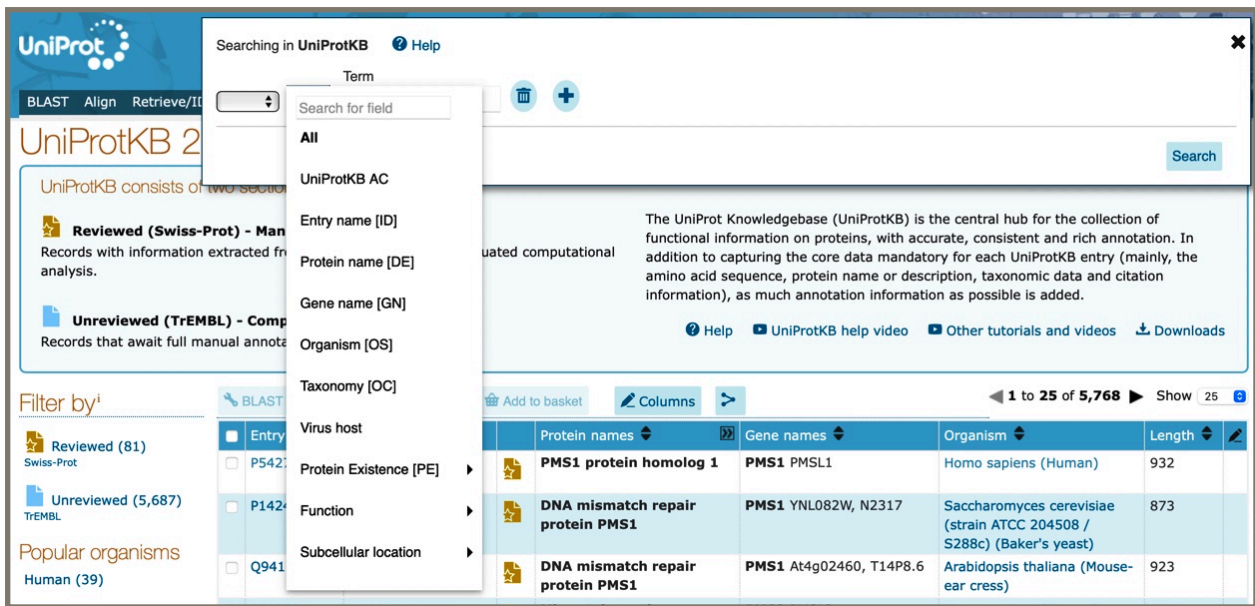 UniProt
Searching in UniProtKB Help
Term
BLAST Align Retrieve/ID
Search for field
All
UniProtKB AC
Entry name [ID]
Protein name [DE]
Gene name [GN]
Organism [OS]
Taxonomy [OC]
Virus host
Protein Existence [PE]
Function
Subcellular location
Search
UniProtKB 2
UniProtKB consists of two section
Reviewed (Swiss-Prot) - Man
Records with information extracted fr
uated computational
analysis.
Unreviewed (TrEMBL) - Comp
Records that await full manual annota
The UniProt Knowledgebase (UniProtKB) is the central hub for the collection of
functional information on proteins, with accurate, consistent and rich annotation. In
addition to capturing the core data mandatory for each UniProtKB entry (mainly, the
amino acid sequence, protein name or description, taxonomic data and citation
information), as much annotation information as possible is added.
Help UniProtKB help video Other tutorials and videos Downloads
Filter by i
Reviewed (81)
Swiss-Prot
Unreviewed (5,687)
TrEMBL
Popular organisms
Human (39)
BLAST
Add to basket
Columns
1 to 25 of 5,768 Show 25
Entry Protein names Gene names Organism Length
P5427 PMS1 protein homolog 1 PMS1 PMSL1 Homo sapiens (Human) 932
P1424 DNA mismatch repair
protein PMS1
PMS1 YNL082W, N2317
Saccharomyces cerevisiae
(strain ATCC 204508 /
S288c) (Baker's yeast)
873
Q941 DNA mismatch repair
protein PMS1
PMS1 At4g02460, T14P8.6
Arabidopsis thaliana (Mouse-
ear cress)
923